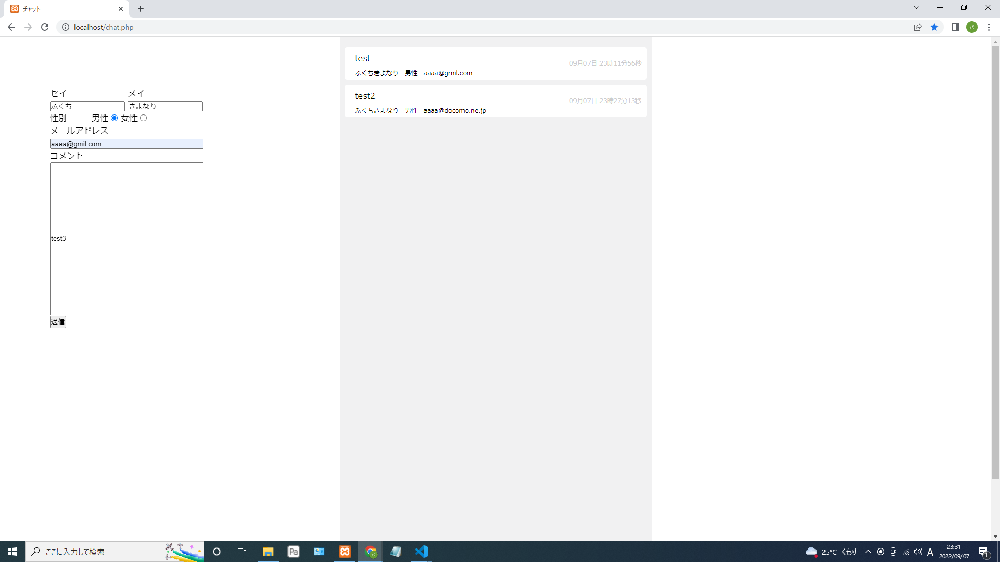 チャット
localhost/chat.php
パ
test
09月07日 23時11分56秒
ふくちきよなり 男性 aaaa@gmil.com
test2
09月07日 23時27分13秒
ふくちきよなり 男性 aaaa@docomo.ne.jp
セイ メイ
ふくち きよなり
性別 男性 女性
メールアドレス
aaaa@gmil.com
コメント
test3
送信
ここに入力して検索
Pa
パ
25°C くもり
A
23:31
2022/09/07
1